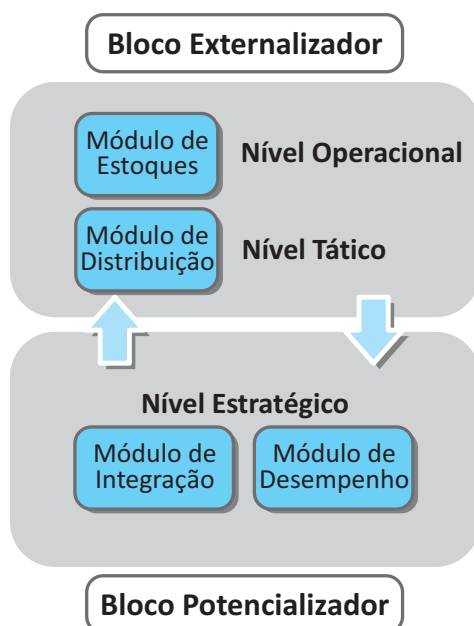 Bloco Externalizador
Módulo de
Estoques
Nível Operacional
Módulo de
Distribuição
Nível Tático
Nível Estratégico
Módulo de
Integração
Módulo de
Desempenho
Bloco Potencializador